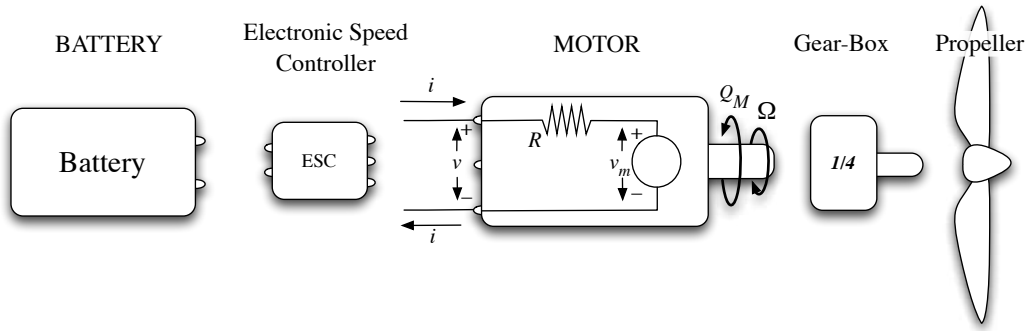 BATTERY
Electronic Speed
Controller
MOTOR
Gear-Box
Propeller
Battery
ESC
i
+
v
−
i
R
+
v_m
−
Q_M
Ω
1/4